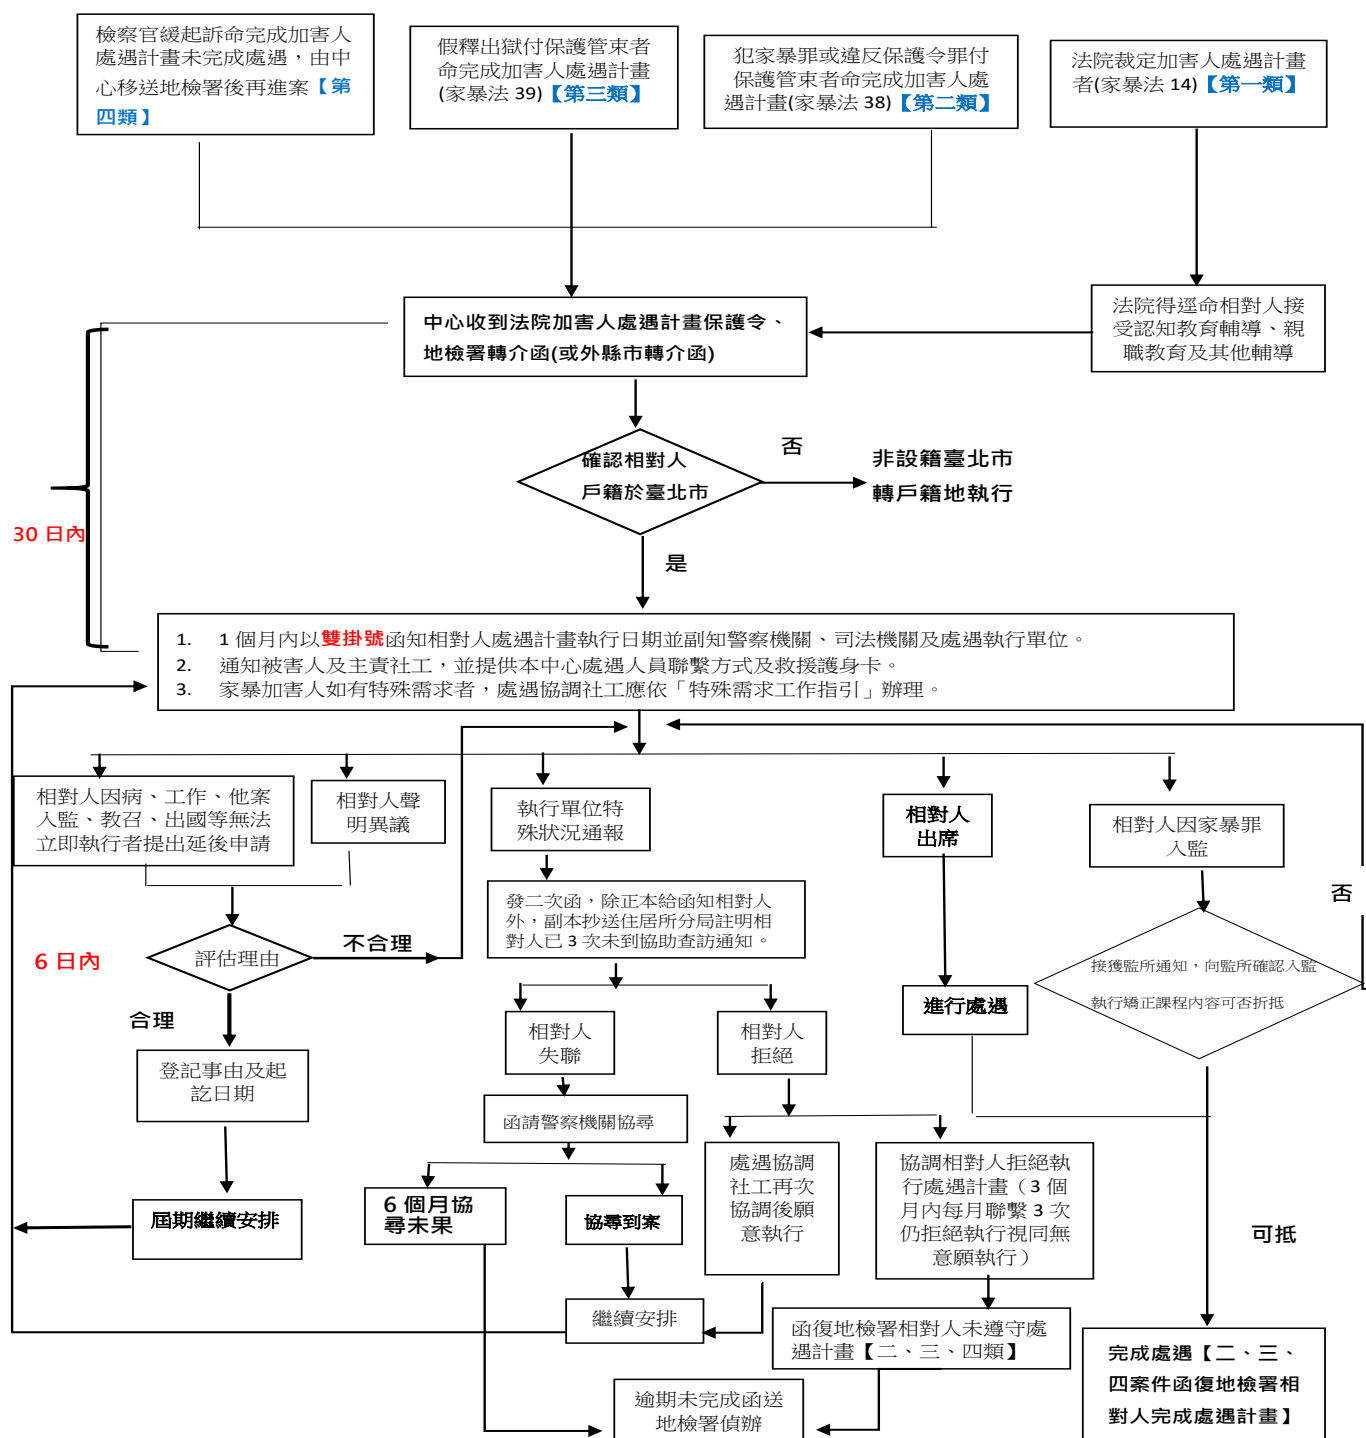 檢察官緩起訴命完成加害人
處遇計畫未完成處遇，由中
心移送地檢署後再進案【第
四類】
假釋出獄付保護管束者
命完成加害人處遇計畫
(家暴法 39)【第三類】
犯家暴罪或違反保護令罪付
保護管束者命完成加害人處
遇計畫(家暴法 38)【第二類】
法院裁定加害人處遇計畫
者(家暴法 14)【第一類】
中心收到法院加害人處遇計畫保護令、
地檢署轉介函(或外縣市轉介函)
法院得逕命相對人接
受認知教育輔導、親
職教育及其他輔導
確認相對人
戶籍於臺北市
否
非設籍臺北市
轉戶籍地執行
30 日內
是
1. 1 個月內以雙掛號函知相對人處遇計畫執行日期並副知警察機關、司法機關及處遇執行單位。
2. 通知被害人及主責社工，並提供本中心處遇人員聯繫方式及救援護身卡。
3. 家暴加害人如有特殊需求者，處遇協調社工應依「特殊需求工作指引」辦理。
相對人因病、工作、他案
入監、教召、出國等無法
立即執行者提出延後申請
相對人聲
明異議
執行單位特
殊狀況通報
相對人
出席
相對人因家暴罪
入監
發二次函，除正本給函知相對人
外，副本抄送住居所分局註明相
對人已 3 次未到協助查訪通知。
否
6 日內
評估理由
不合理
接獲監所通知，向監所確認入監
執行矯正課程內容可否折抵
進行處遇
合理
相對人
失聯
相對人
拒絕
登記事由及起
訖日期
函請警察機關協尋
處遇協調
社工再次
協調後願
意執行
協調相對人拒絕執
行處遇計畫（3 個
月內每月聯繫 3 次
仍拒絕執行視同無
意願執行）
屆期繼續安排
6 個月協
尋未果
協尋到案
可抵
繼續安排
函復地檢署相對人未遵守處
遇計畫【二、三、四類】
完成處遇【二、三、
四案件函復地檢署相
對人完成處遇計畫】
逾期未完成函送
地檢署偵辦